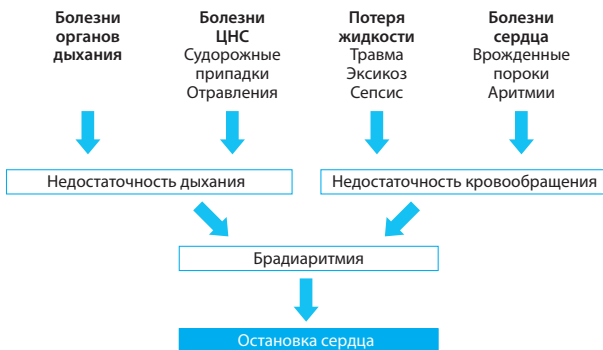 Болезни
органов
дыхания
Болезни
ЦНС
Судорожные
припадки
Отравления
Потеря
жидкости
Травма
Эксикоз
Сепсис
Болезни
сердца
Врожденные
пороки
Аритмии
Недостаточность дыхания
Недостаточность кровообращения
Брадиаритмия
Остановка сердца